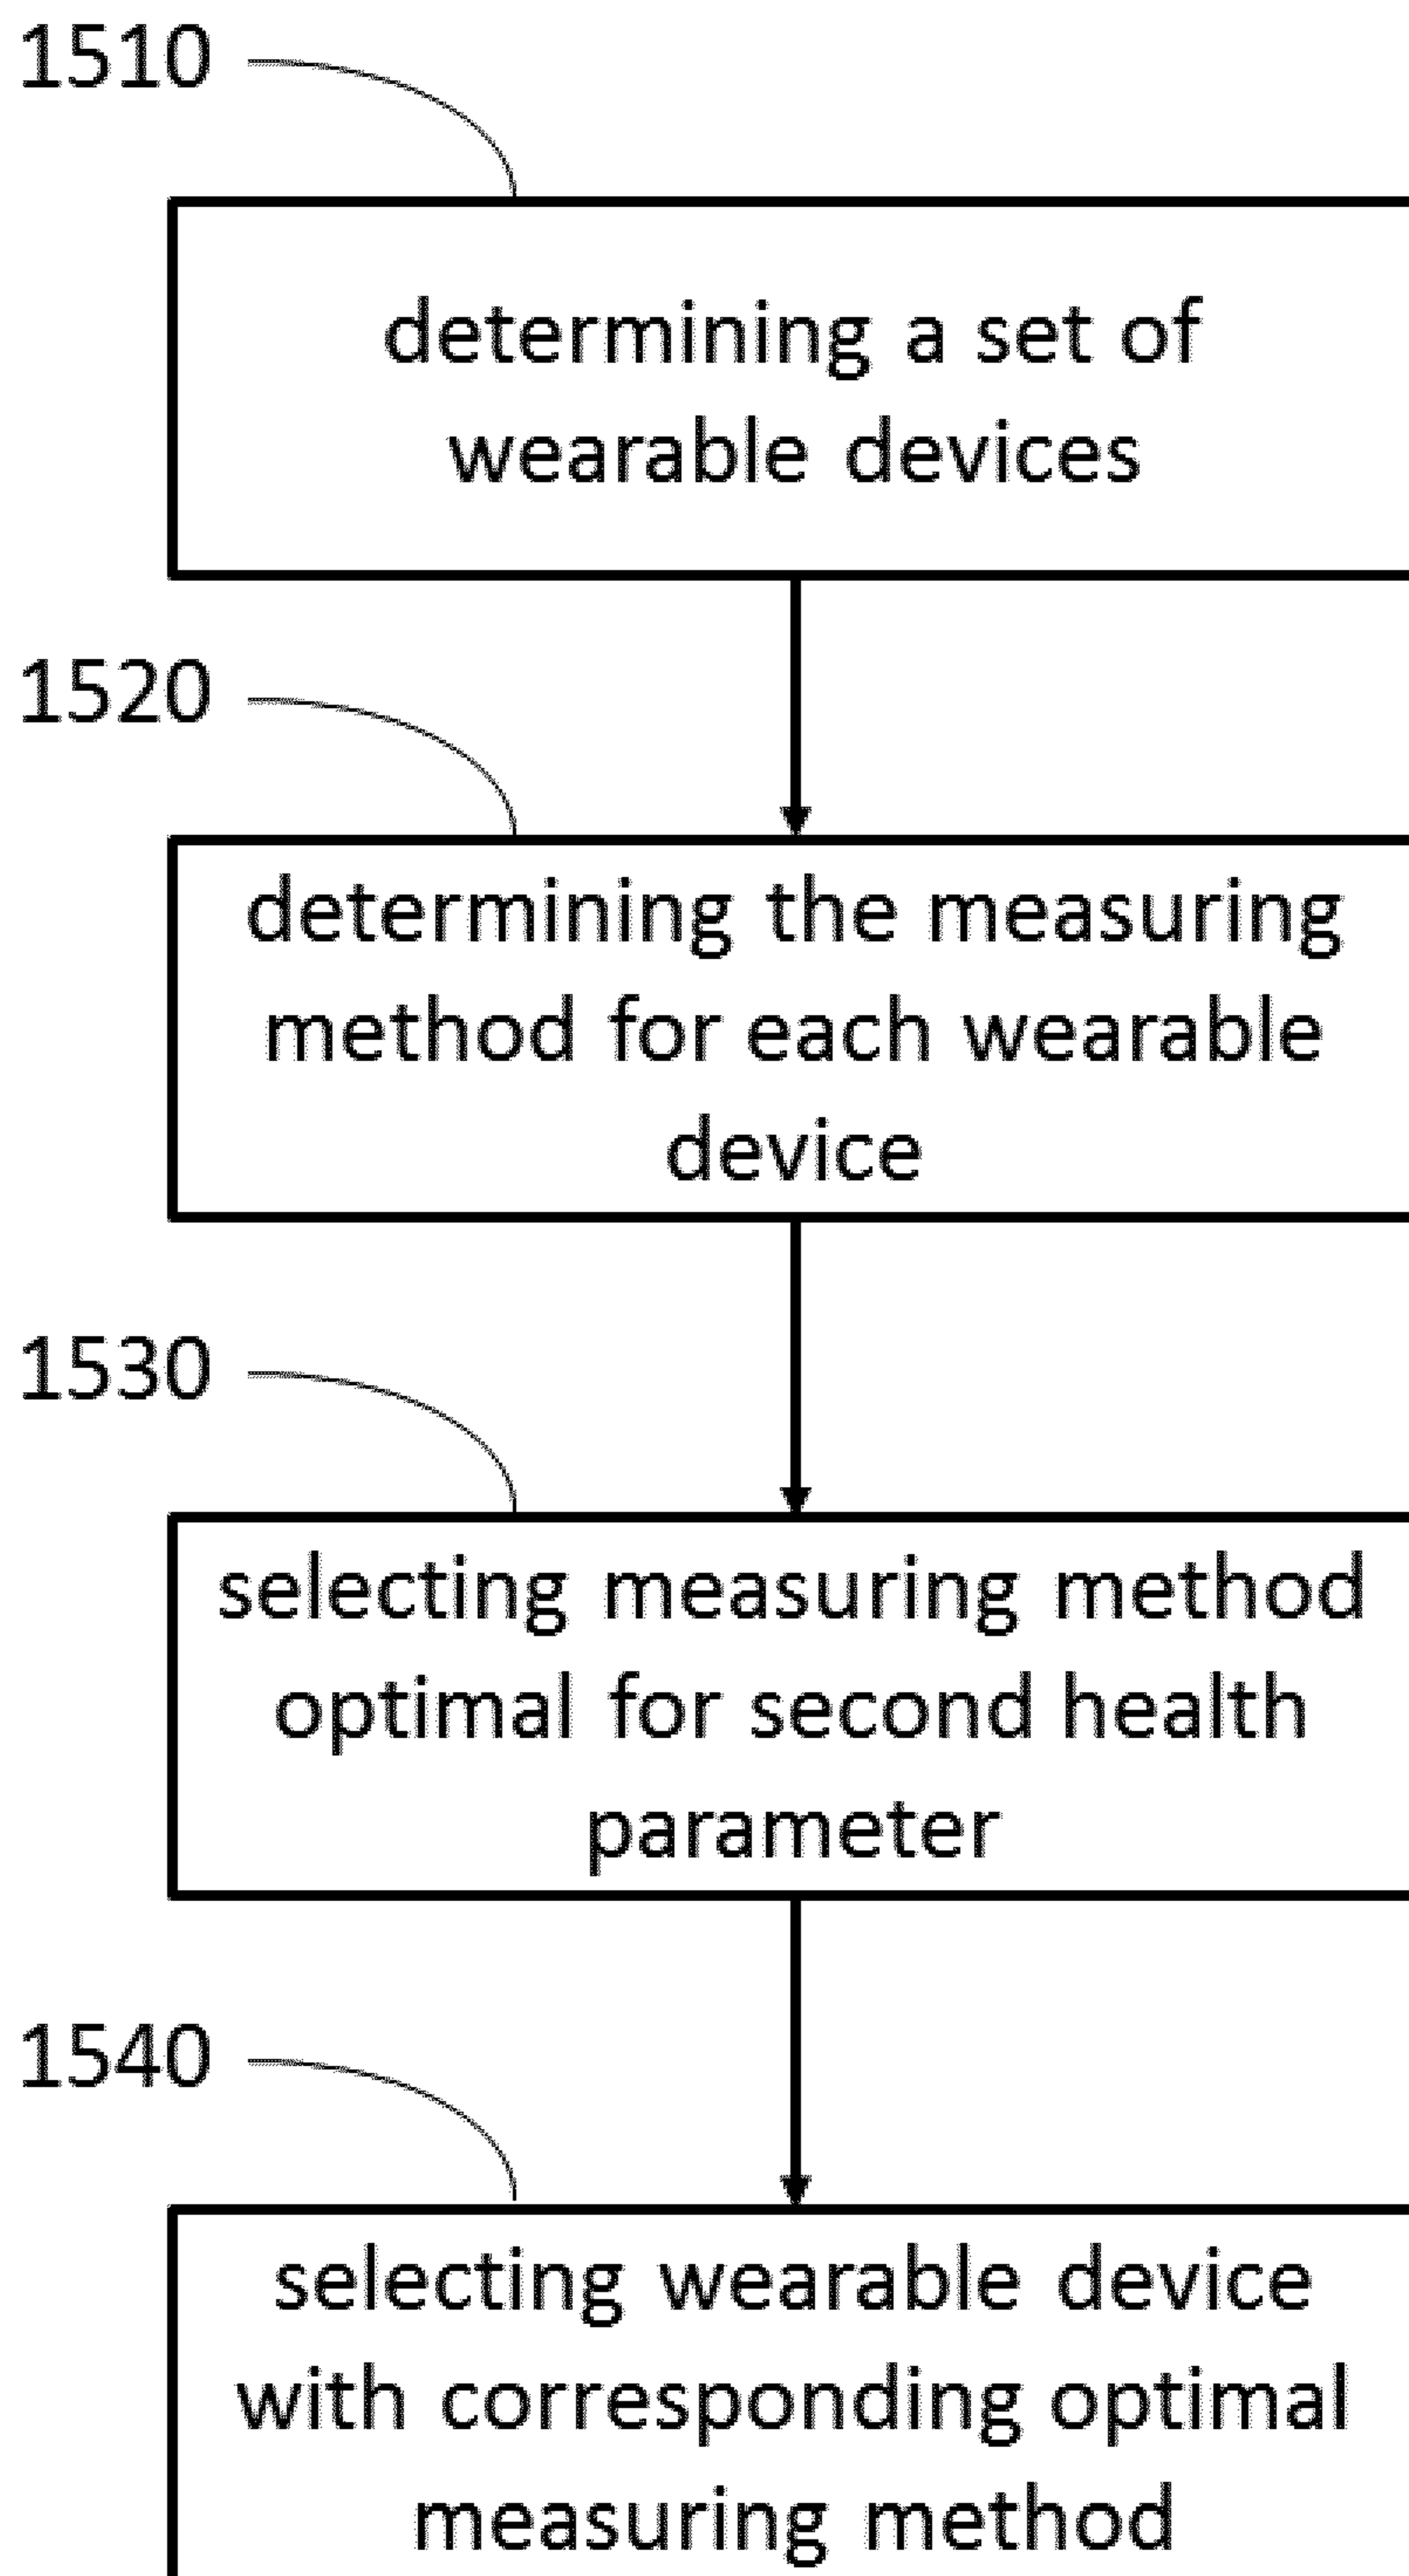 1510
determining a set of
wearable devices
1520
determining the measuring
method for each wearable
device
1530
selecting measuring method
optimal for second health
parameter
1540
selecting wearable device
with corresponding optimal
measuring method